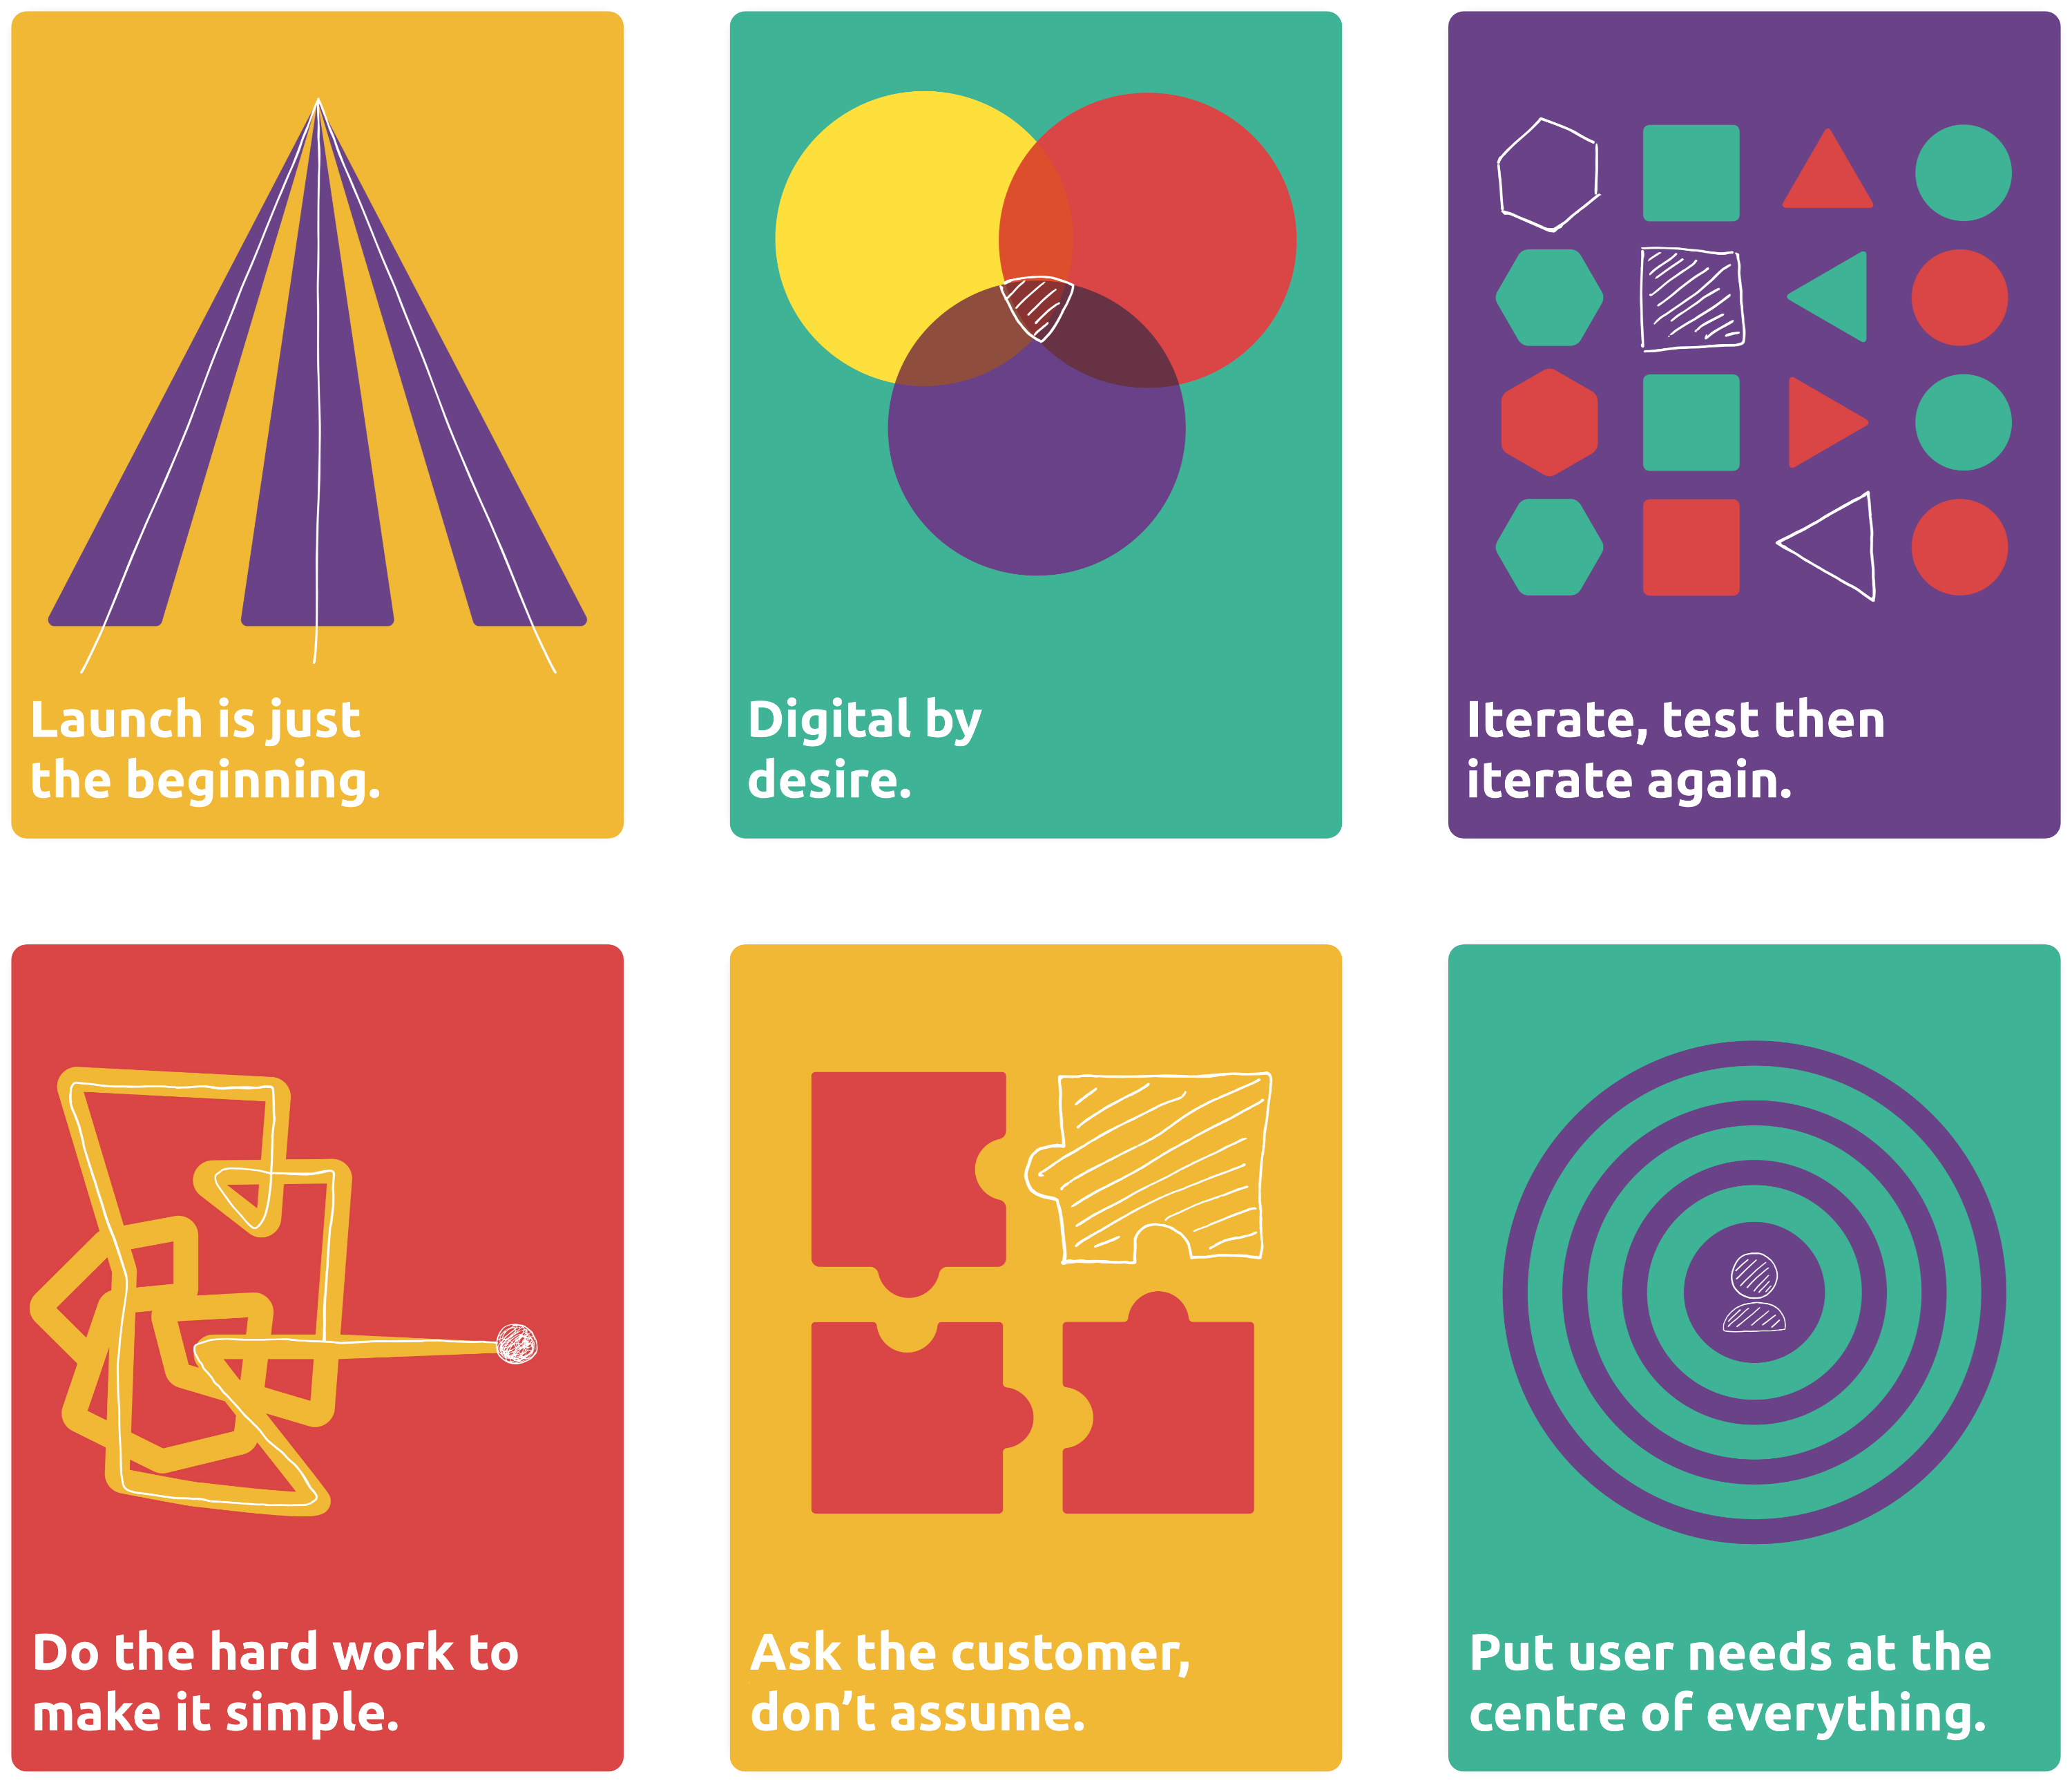 Launch is just
the beginning.
Digital by
desire.
Iterate, test then
iterate again.
Do the hard work to
make it simple.
Ask the customer,
don’t assume.
Put user needs at the
centre of everything.